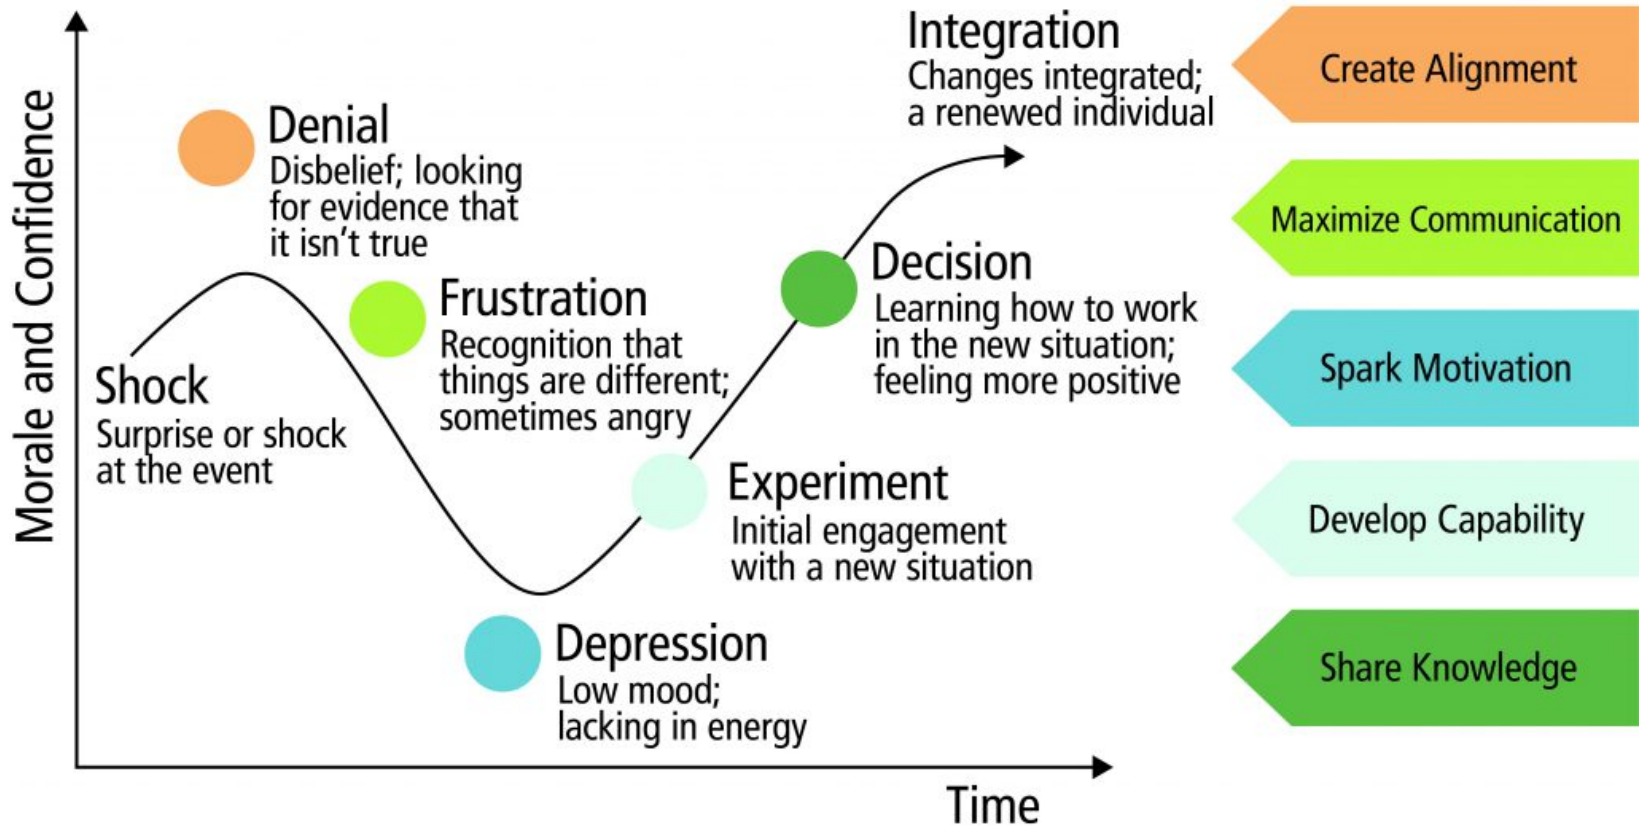 Morale and Confidence
Denial
Disbelief; looking
for evidence that
it isn't true
Shock
Surprise or shock
at the event
Frustration
Recognition that
things are different;
sometimes angry
Depression
Low mood;
lacking in energy
Experiment
Initial engagement
with a new situation
Decision
Learning how to work
in the new situation;
feeling more positive
Integration
Changes integrated;
a renewed individual
Time
Create Alignment
Maximize Communication
Spark Motivation
Develop Capability
Share Knowledge